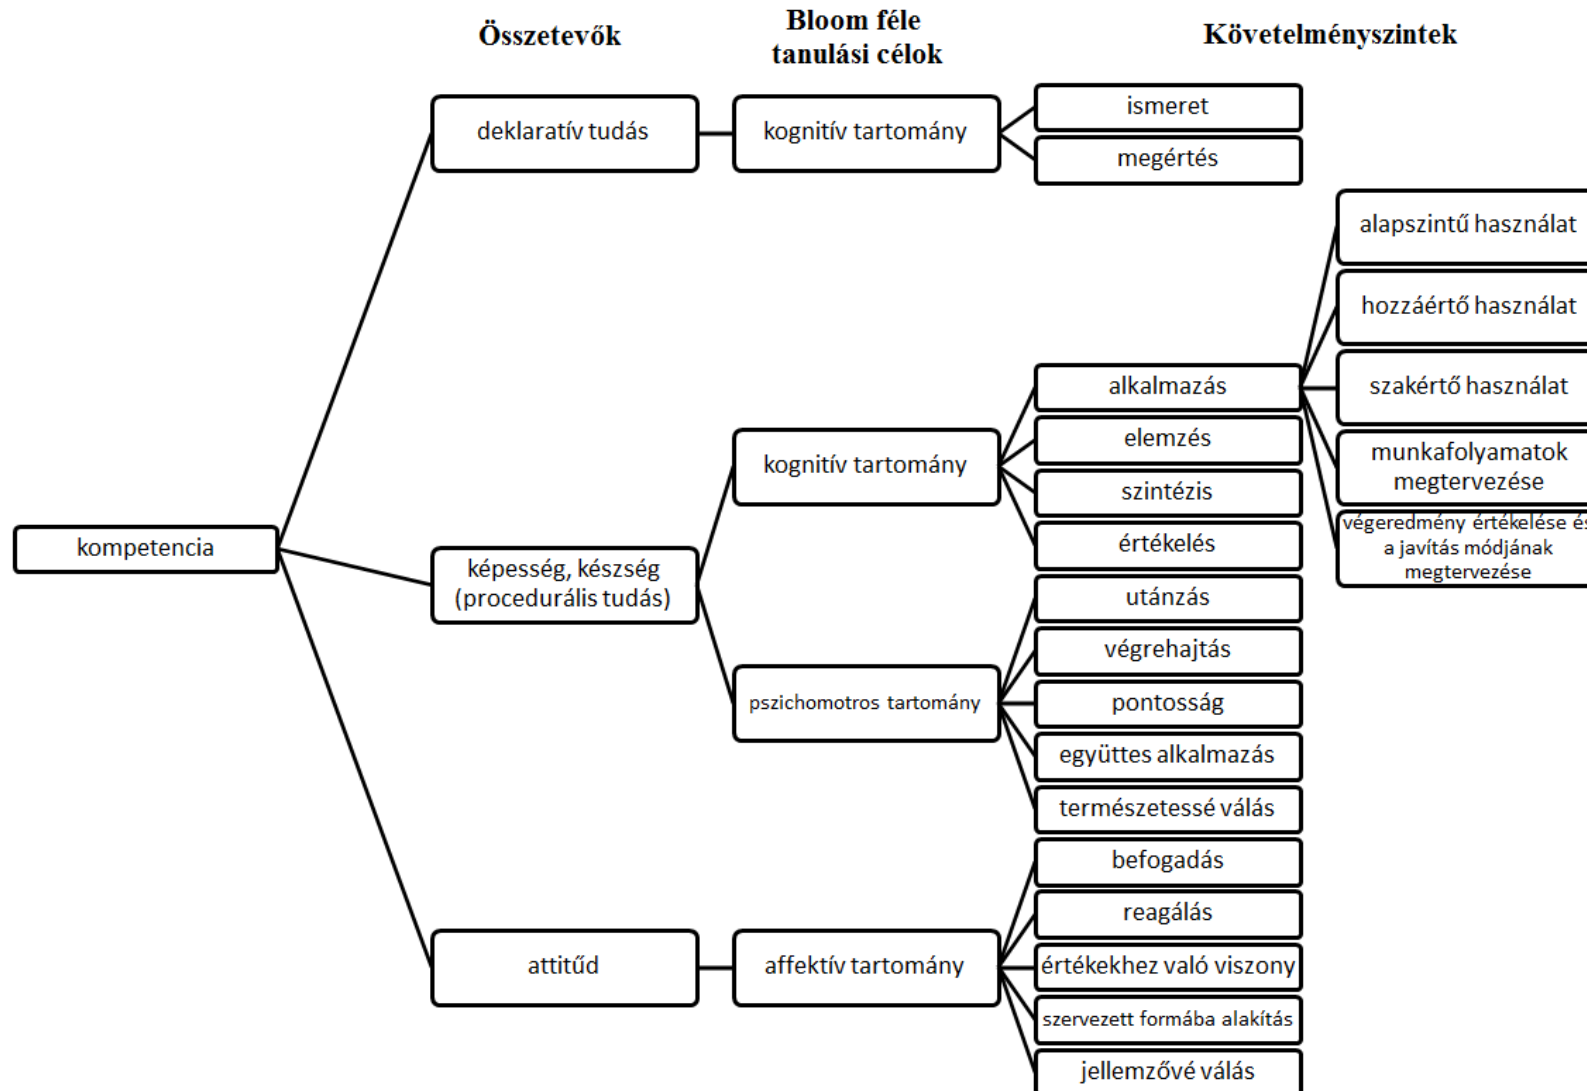 Összetevők
Bloom féle
tanulási célok
Követelményszintek
kompetencia
deklaratív tudás
kognitív tartomány
ismeret
megértés
képesség, készség
(procedurális tudás)
kognitív tartomány
alkalmazás
alapszintű használat
hozzáértő használat
szakértő használat
munkafolyamatok
megtervezése
végeredmény értékelése és
a javítás módjának
megtervezése
elemzés
szintézis
értékelés
pszichomotros tartomány
utánzás
végrehajtás
pontosság
együttes alkalmazás
természetessé válás
attitűd
affektív tartomány
befogadás
reagálás
értékekhez való viszony
szervezett formába alakítás
jellemzővé válás